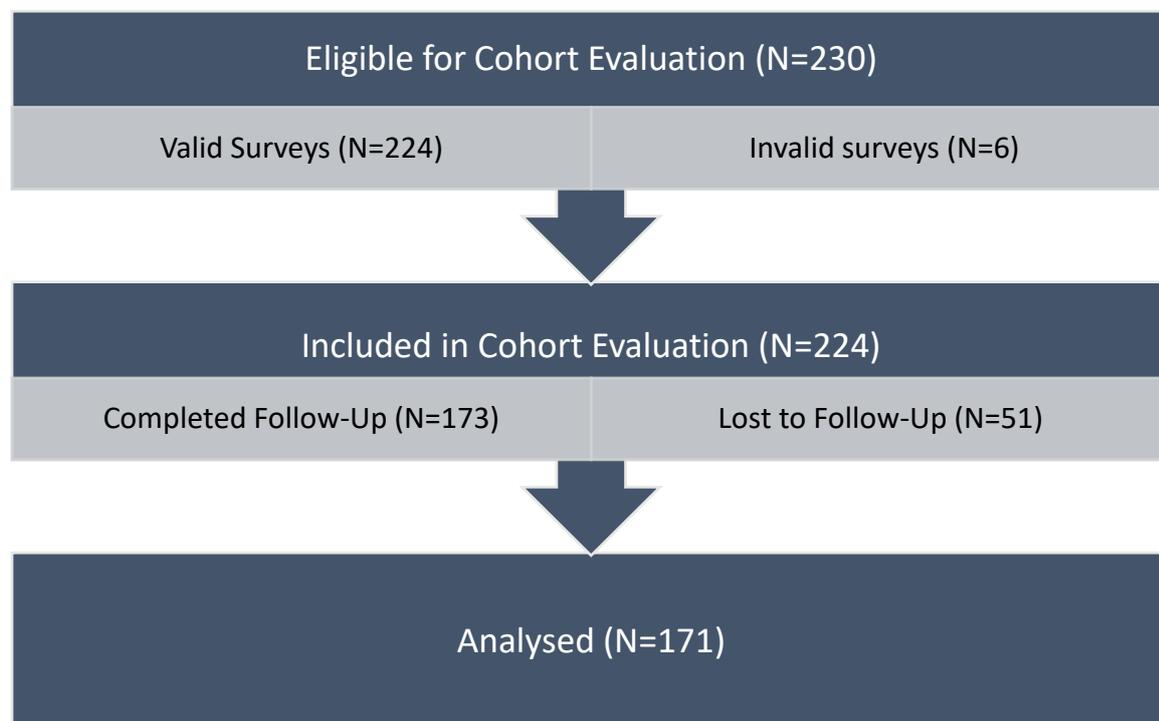 Eligible for Cohort Evaluation (N=230)
Valid Surveys (N=224)
Invalid surveys (N=6)
Included in Cohort Evaluation (N=224)
Completed Follow-Up (N=173)
Lost to Follow-Up (N=51)
Analysed (N=171)